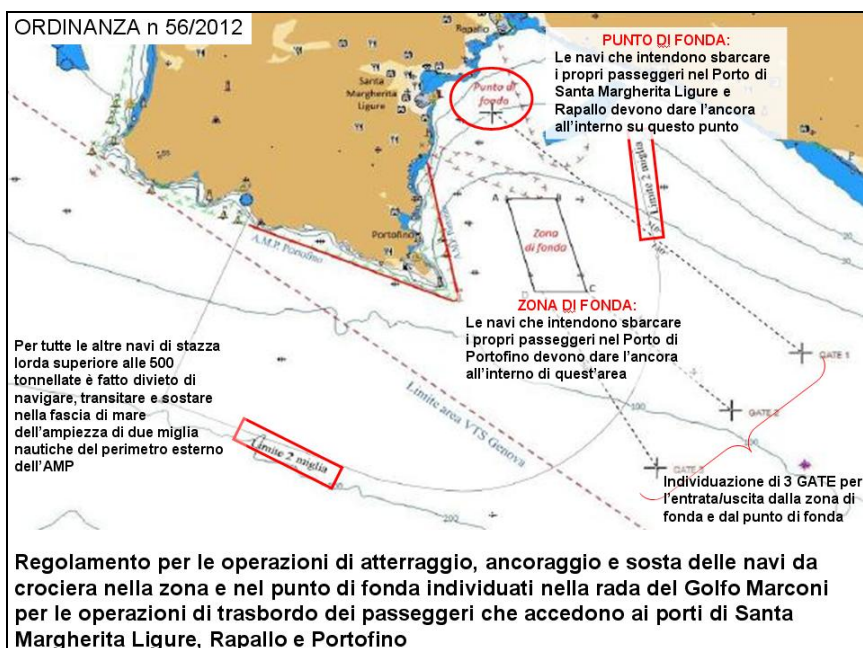 ORDINANZA n 56/2012
Rapallo
PUNTO DI FONDA:
Le navi che intendono sbarcare
i propri passeggeri nel Porto di
Santa Margherita Ligure e
Rapallo devono dare l'ancora
all'interno su questo punto
Santa
Margherita
Ligure
Punto di
fonda
Limite 2 miglia
A
B
Zona
di fonda
D
C
Portofino
A.M.P. Portofino
ZONA DI FONDA:
Le navi che intendono sbarcare
i propri passeggeri nel Porto di
Portofino devono dare l'ancora
all'interno di quest'area
GATE 1
GATE 2
GATE 3
Per tutte le altre navi di stazza
lorda superiore alle 500
tonnellate è fatto divieto di
navigare, transitare e sostare
nella fascia di mare
dell'ampiezza di due miglia
nautiche del perimetro esterno
dell'AMP
Limite area VTS Genova
Limite 2 miglia
100
100
200
Individuazione di 3 GATE per
l'entrata/uscita dalla zona di
fonda e dal punto di fonda
Regolamento per le operazioni di atterraggio, ancoraggio e sosta delle navi da
crociera nella zona e nel punto di fonda individuati nella rada del Golfo Marconi
per le operazioni di trasbordo dei passeggeri che accedono ai porti di Santa
Margherita Ligure, Rapallo e Portofino